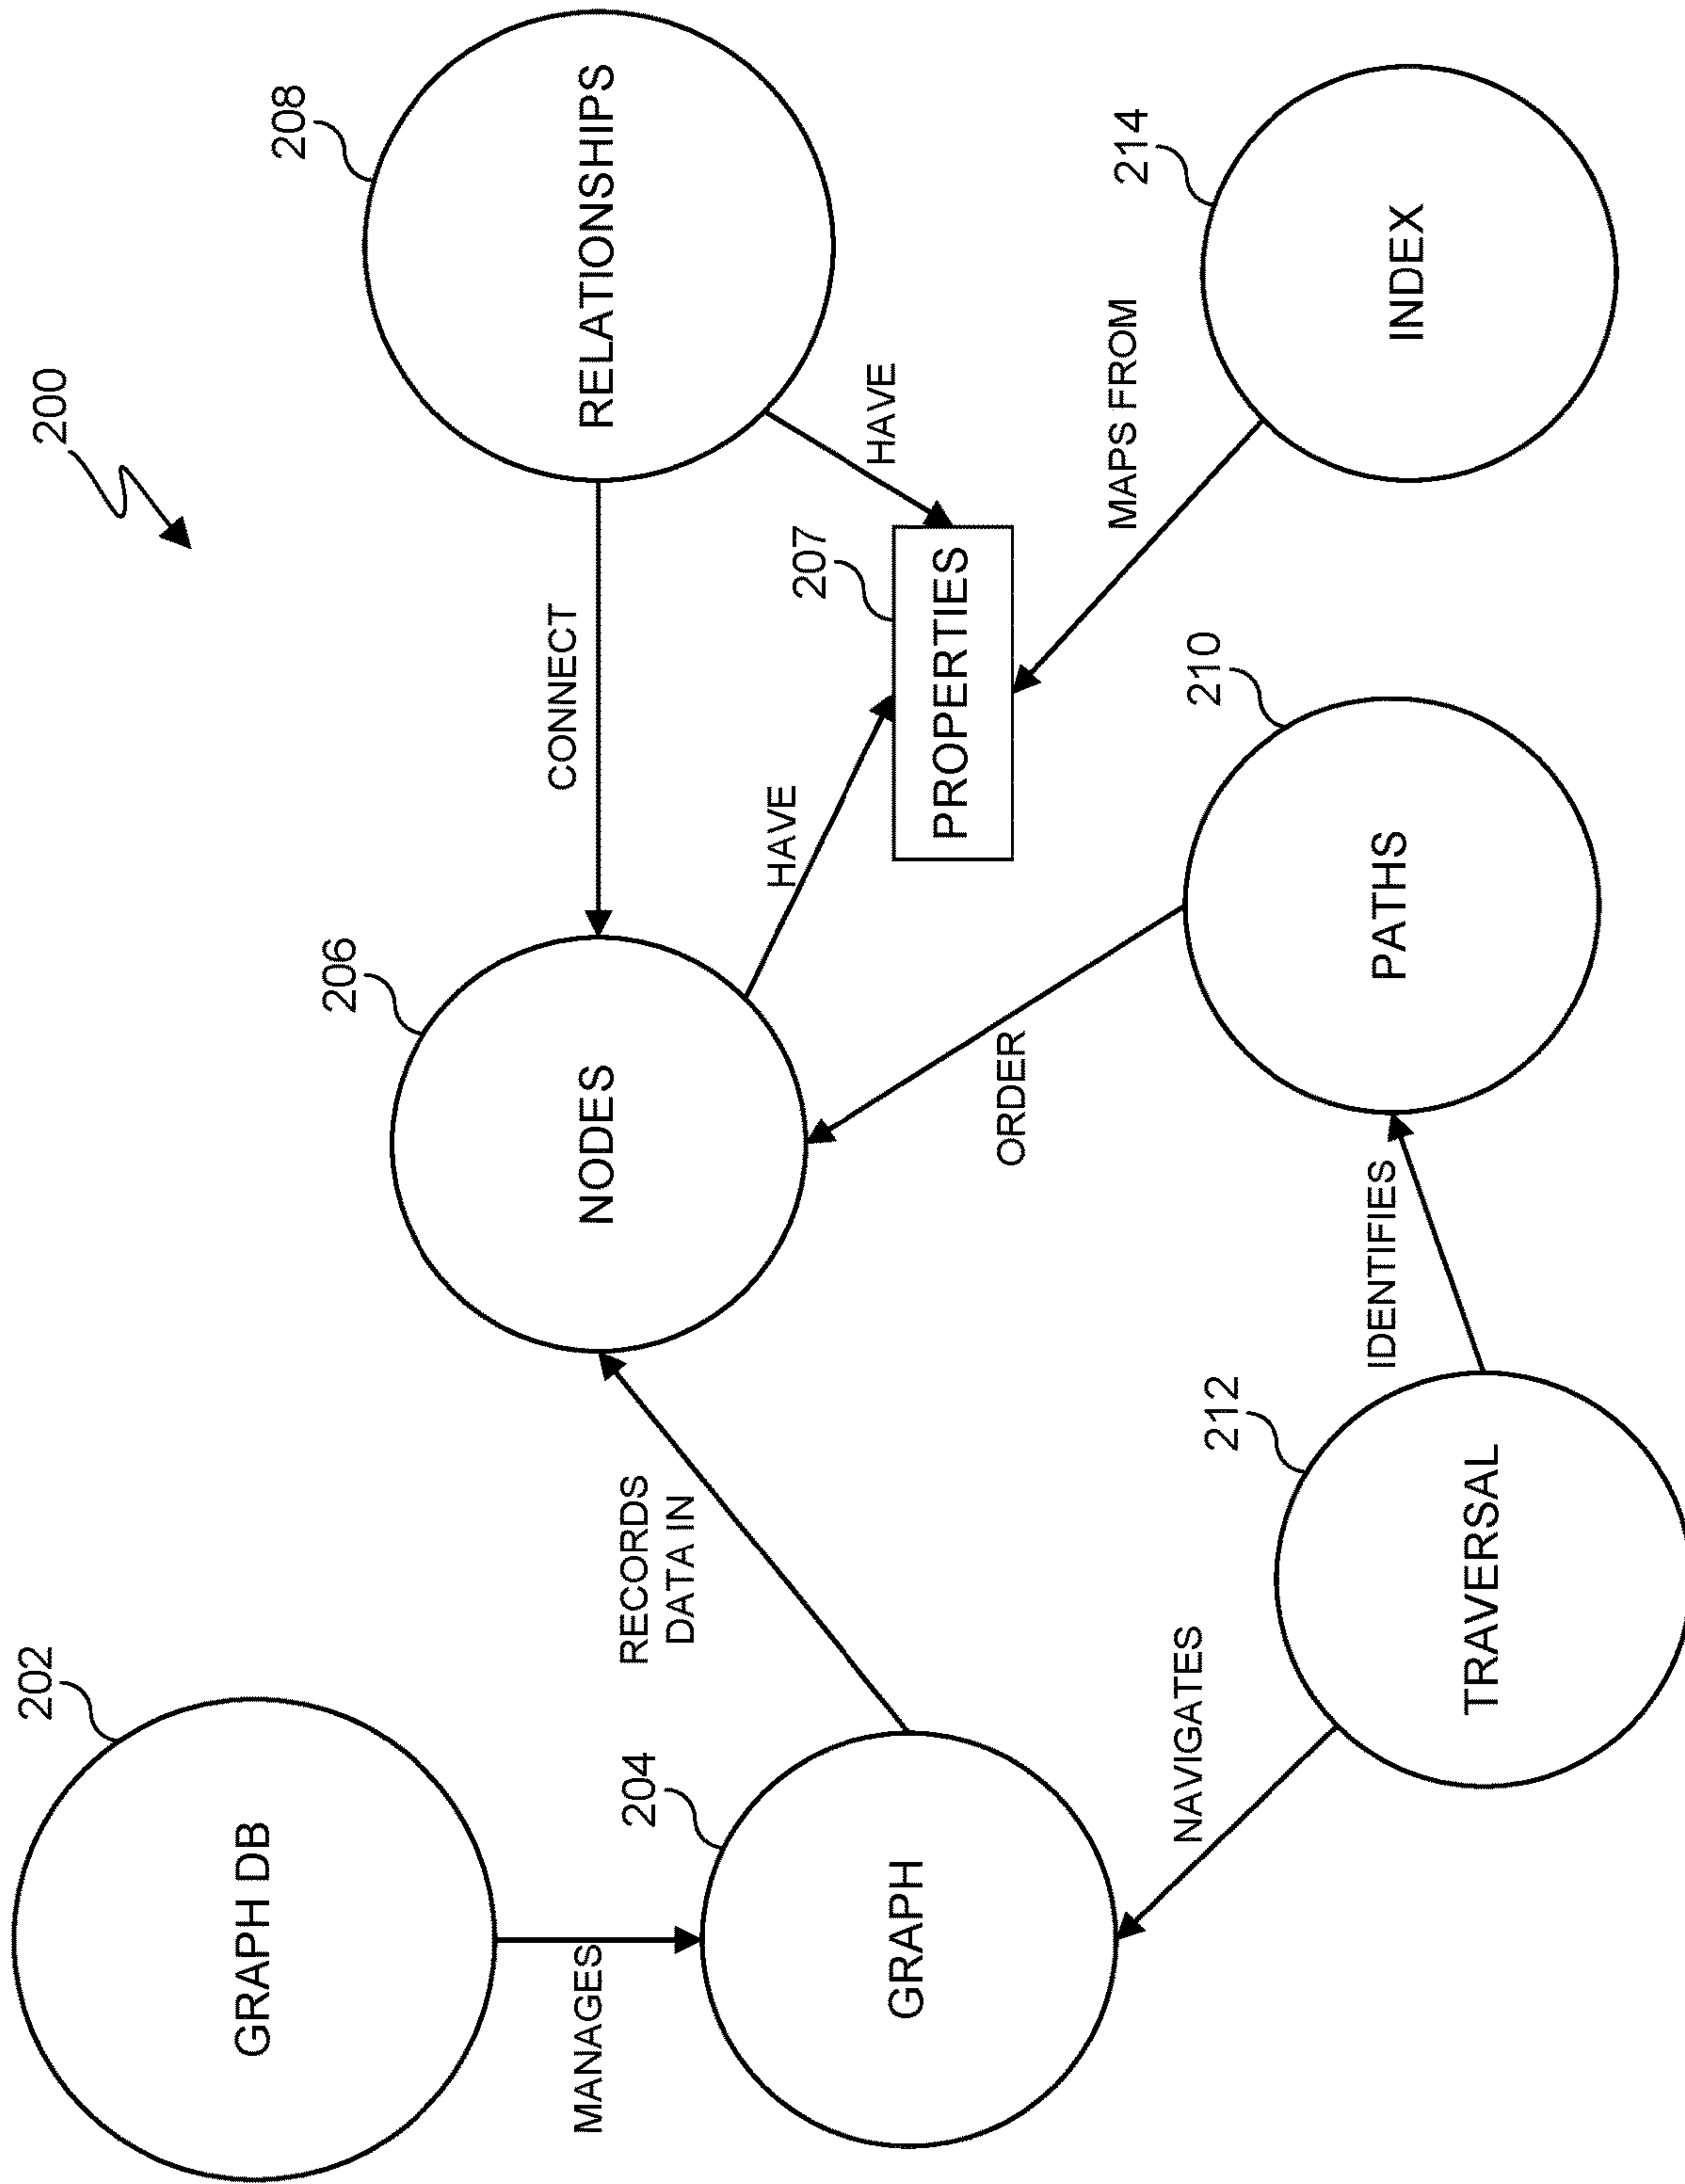 200
202
GRAPH DB
MANAGES
204
GRAPH
RECORDS
DATA IN
206
NODES
CONNECT
208
RELATIONSHIPS
HAVE
HAVE
207
PROPERTIES
NAVIGATES
212
TRAVERSAL
IDENTIFIES
ORDER
210
PATHS
MAPS FROM
214
INDEX